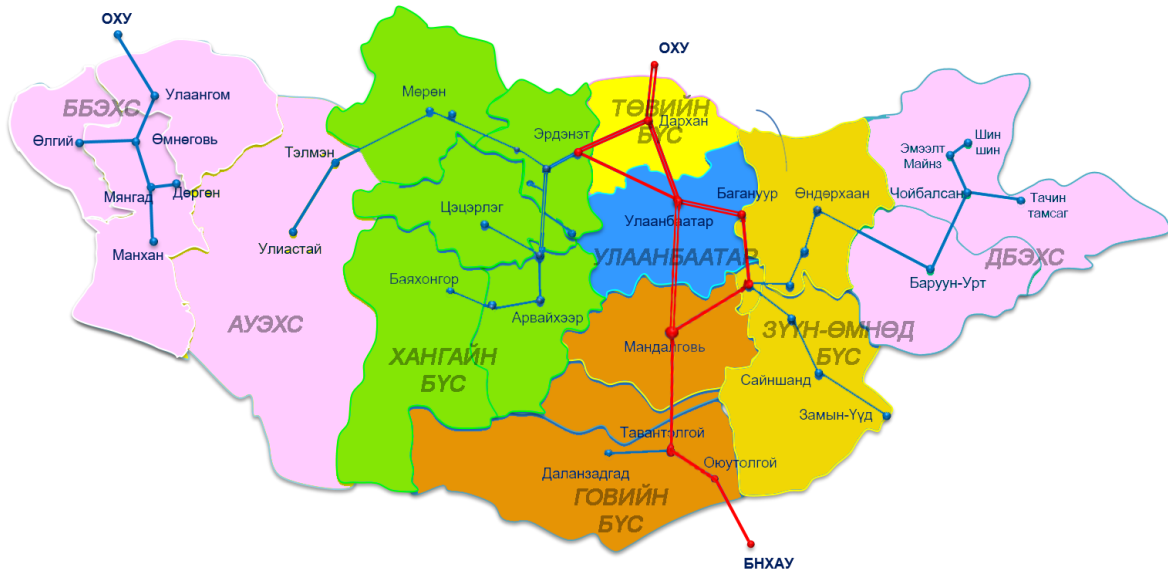 ОХУ
ОХУ
Улаангом
ББЭХС
Өлгий
Өмнөговь
Мянгад
Дөргөн
Манхан
Тэлмэн
Улиастай
АУЭХС
Мөрөн
Эрдэнэт
Цэцэрлэг
Баяхонгор
Арвайхээр
ХАНГАЙН
БҮС
ТӨВИЙН
БҮС
Дархан
Улаанбаатар
УЛААНБААТАР
Багануур
Өндөрхаан
Мандалговь
ЗҮҮН-ӨМНӨД
БҮС
Сайншанд
Замын-Үүд
Тавантолгой
Даланзадгад
Оюутолгой
ГОВИЙН
БҮС
БНХАУ
Шин
шин
Эмээлт
Майнз
Чойбалсан
Тачин
тамсаг
ДБЭХС
Баруун-Урт